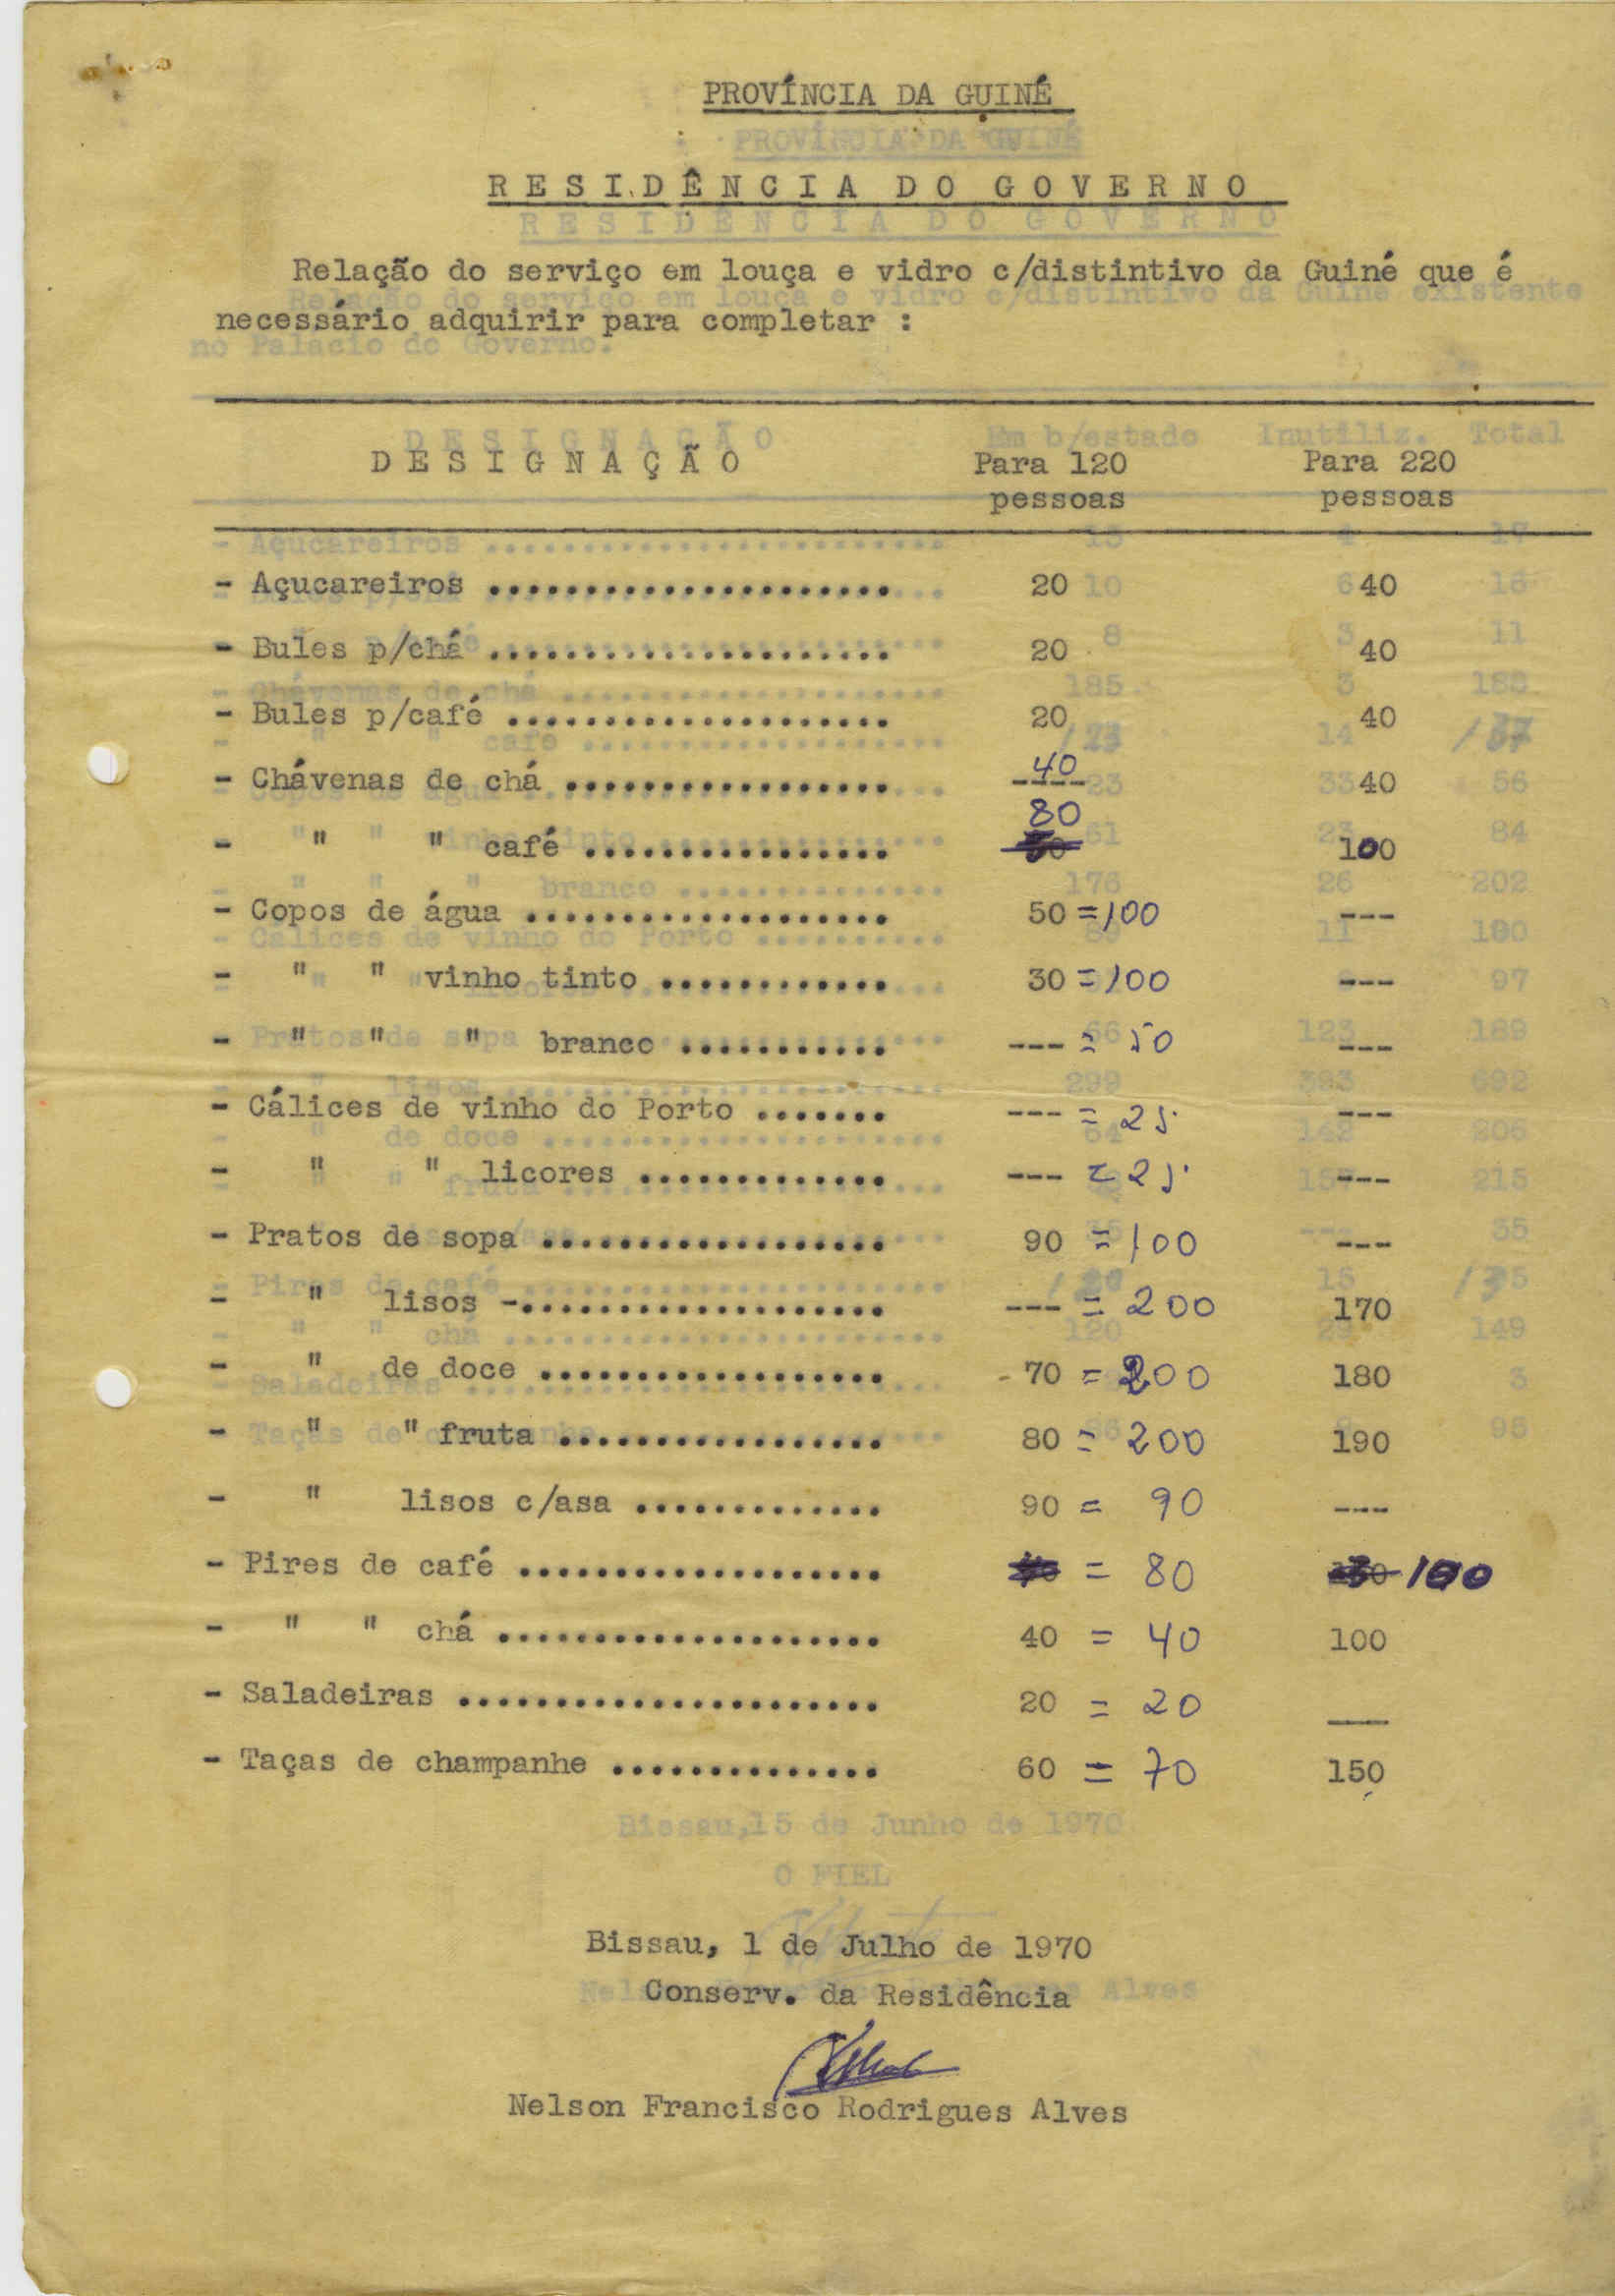 PROVÍNCIA DA GUINÉ
RESIDÊNCIA DO GOVERNO
Relação do serviço em louça e vidro c/distintivo da Guiné que é
necessário adquirir para completar :
DESIGNAÇÃO Para 120 pessoas Para 220 pessoas
- Açucareiros ..................... 20 40
- Bules p/chá ..................... 20 40
- Bules p/café .................... 20 40
- Chávenas de chá ................. ---- 40 40
- " " café ................ 80 100
- Copos de água ................... 50 =100 ---
- " " vinho tinto ............ 30 =100 ---
- " " " branco ........... --- = 50 ---
- Cálices de vinho do Porto ....... --- = 25. ---
- " " licores ............. --- = 25. ---
- Pratos de sopa .................. 90 = 100 ---
- " lisos -................... --- = 200 170
- " de doce .................. - 70 = 200 180
- " " fruta ................. 80 = 200 190
- " lisos c/asa ............. 90 = 90 ---
- Pires de café ................... = 80 100
- " " chá .................... 40 = 40 100
- Saladeiras ...................... 20 = 20 ___
- Taças de champanhe .............. 60 = 70 150
Bissau, 1 de Julho de 1970
Conserv. da Residência
Nelson Francisco Rodrigues Alves